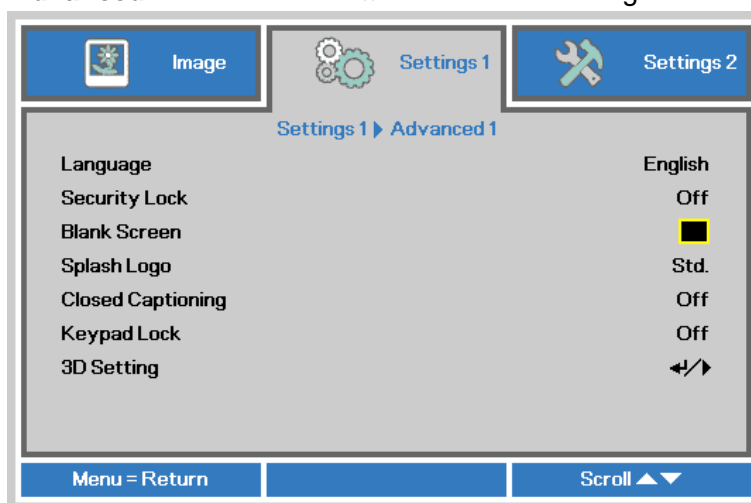 Image
Settings 1
Settings 2
Settings 1 Advanced 1
Language English
Security Lock Off
Blank Screen
Splash Logo Std.
Closed Captioning Off
Keypad Lock Off
3D Setting ↵/▶
Menu = Return
Scroll ▲▼